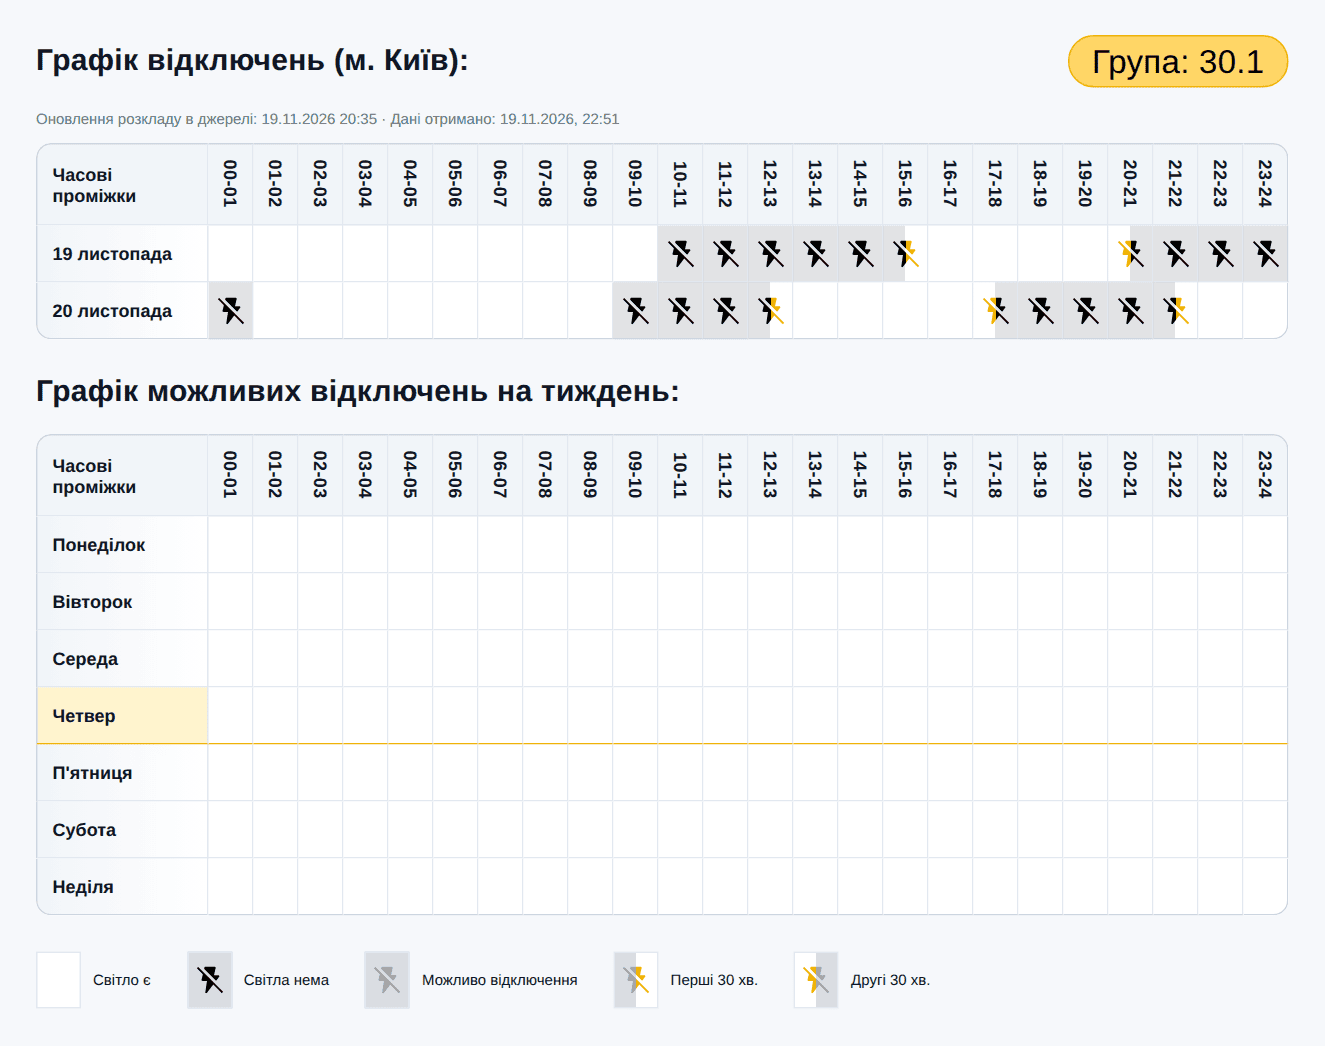 Графік відключень (м. Київ):
Група: 30.1
Оновлення розкладу в джерелі: 19.11.2026 20:35 · Дані отримано: 19.11.2026, 22:51
Часові
проміжки
00-01 01-02 02-03 03-04 04-05 05-06 06-07 07-08 08-09 09-10 10-11 11-12 12-13 13-14 14-15 15-16 16-17 17-18 18-19 19-20 20-21 21-22 22-23 23-24
19 листопада
20 листопада
Графік можливих відключень на тиждень:
Часові
проміжки
00-01 01-02 02-03 03-04 04-05 05-06 06-07 07-08 08-09 09-10 10-11 11-12 12-13 13-14 14-15 15-16 16-17 17-18 18-19 19-20 20-21 21-22 22-23 23-24
Понеділок
Вівторок
Середа
Четвер
П'ятниця
Субота
Неділя
Світло є Світла нема Можливо відключення Перші 30 хв. Другі 30 хв.